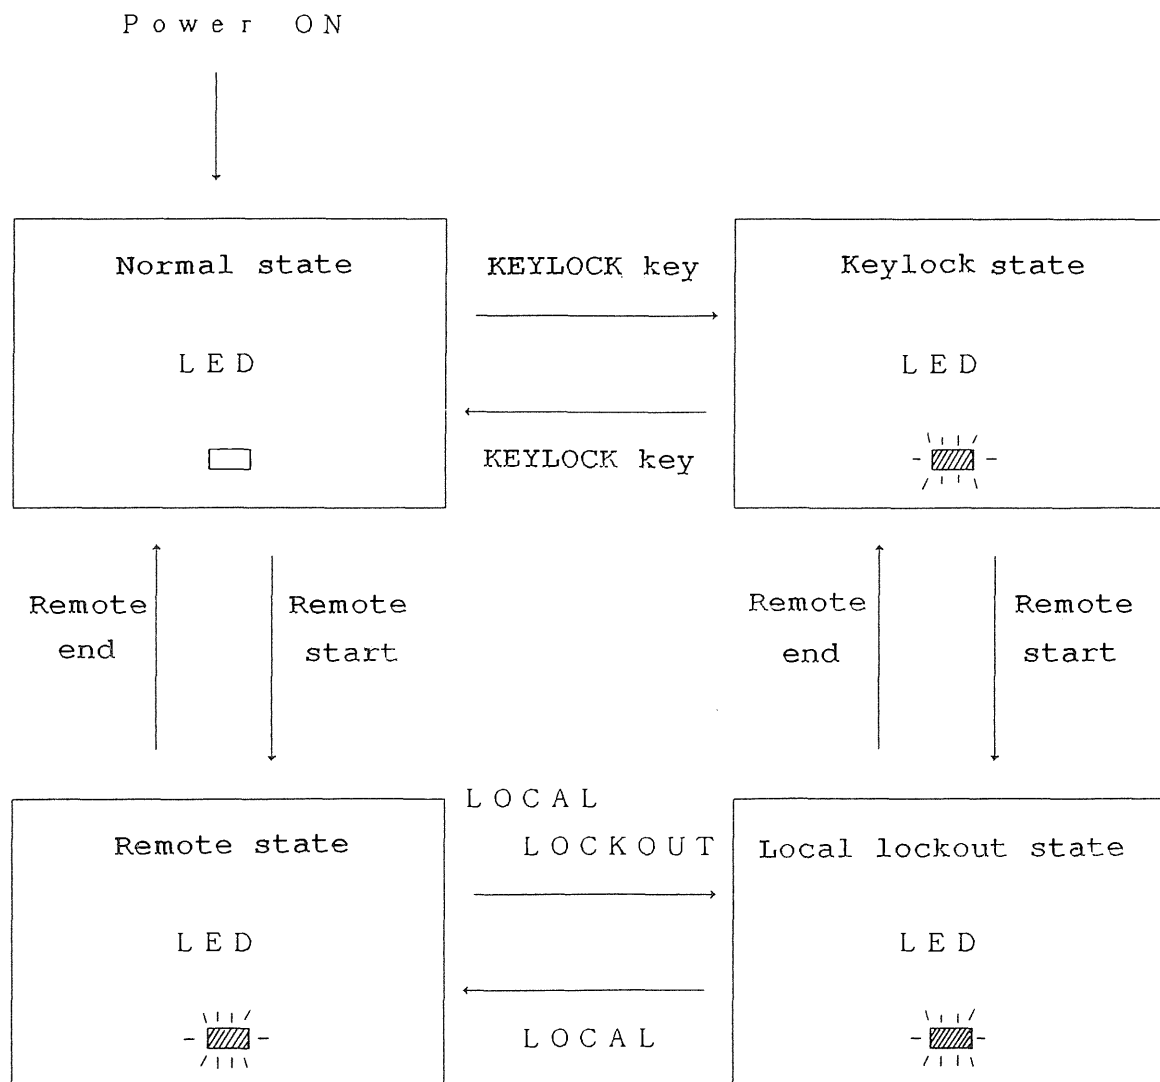 Power ON
Normal state
KEYLOCK key
Keylock state
LED
LED
KEYLOCK key
Remote
end
Remote
start
Remote
end
Remote
start
LOCAL
LOCKOUT
Remote state
Local lockout state
LED
LED
LOCAL